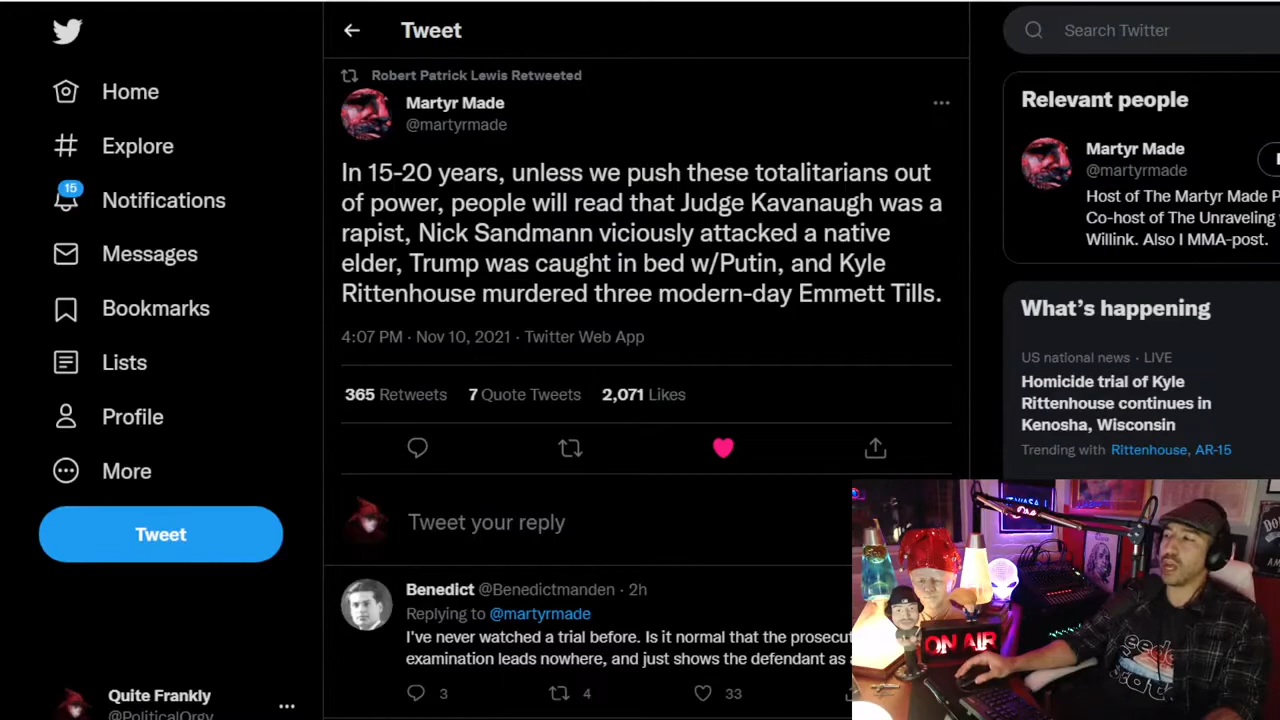 Home
Explore
15
Notifications
Messages
Bookmarks
Lists
Profile
More
Tweet
Quite Frankly
@PoliticalOrgy
Tweet
Robert Patrick Lewis Retweeted
Martyr Made
@martyrmade
In 15-20 years, unless we push these totalitarians out
of power, people will read that Judge Kavanaugh was a
rapist, Nick Sandmann viciously attacked a native
elder, Trump was caught in bed w/Putin, and Kyle
Rittenhouse murdered three modern-day Emmett Tills.
4:07 PM · Nov 10, 2021 · Twitter Web App
365 Retweets 7 Quote Tweets 2,071 Likes
Tweet your reply
Benedict @Benedictmanden · 2h
Replying to @martyrmade
I've never watched a trial before. Is it normal that the prosecut
examination leads nowhere, and just shows the defendant as
3 4 33
Search Twitter
Relevant people
Martyr Made
@martyrmade
Host of The Martyr Made P
Co-host of The Unraveling
Willink. Also I MMA-post.
What's happening
US national news · LIVE
Homicide trial of Kyle
Rittenhouse continues in
Kenosha, Wisconsin
Trending with Rittenhouse, AR-15
ON AIR